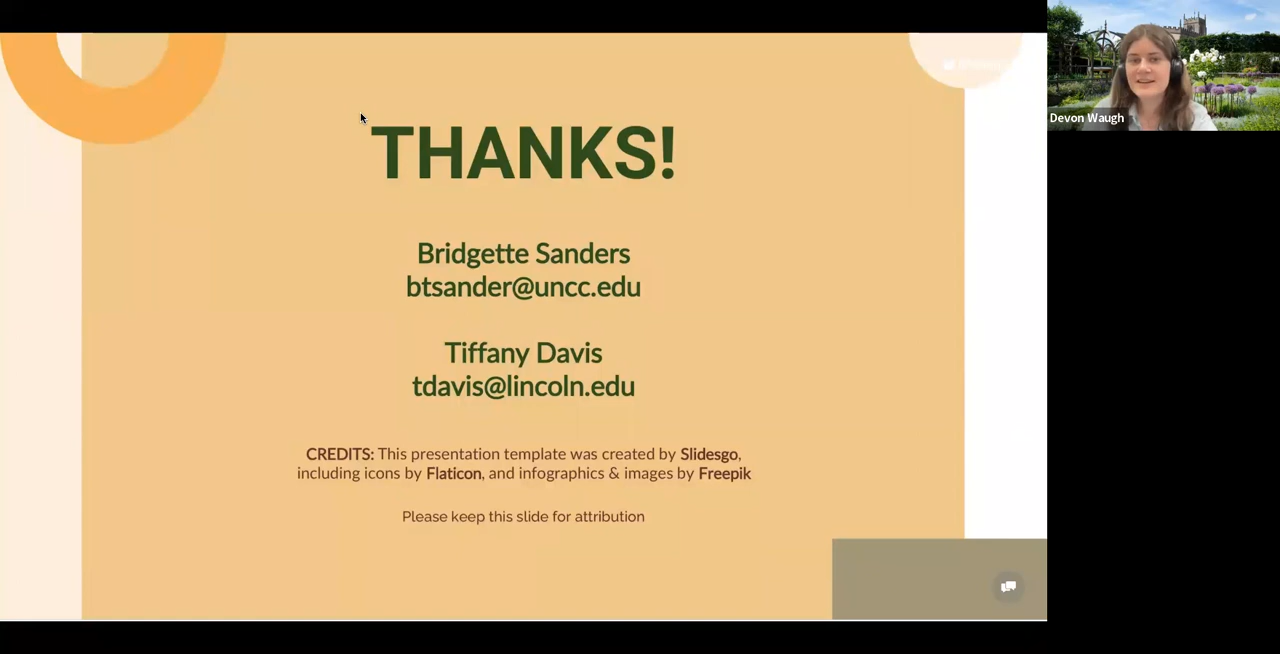 THANKS!
Bridgette Sanders
btsander@uncc.edu
Tiffany Davis
tdavis@lincoln.edu
CREDITS: This presentation template was created by Slidesgo,
including icons by Flaticon, and infographics & images by Freepik
Please keep this slide for attribution
Devon Waugh